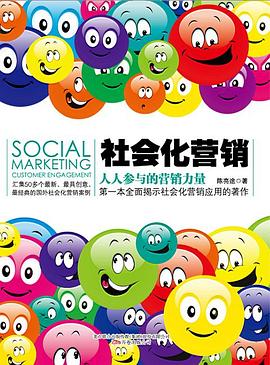 SOCIAL
MARKETING
CUSTOMER ENGAGEMENT
汇集50多个最新、最具创意、
最经典的国外社会化营销案例
社会化营销
人人参与的营销力量
陈亮途◎著
第一本全面揭示社会化营销应用的著作